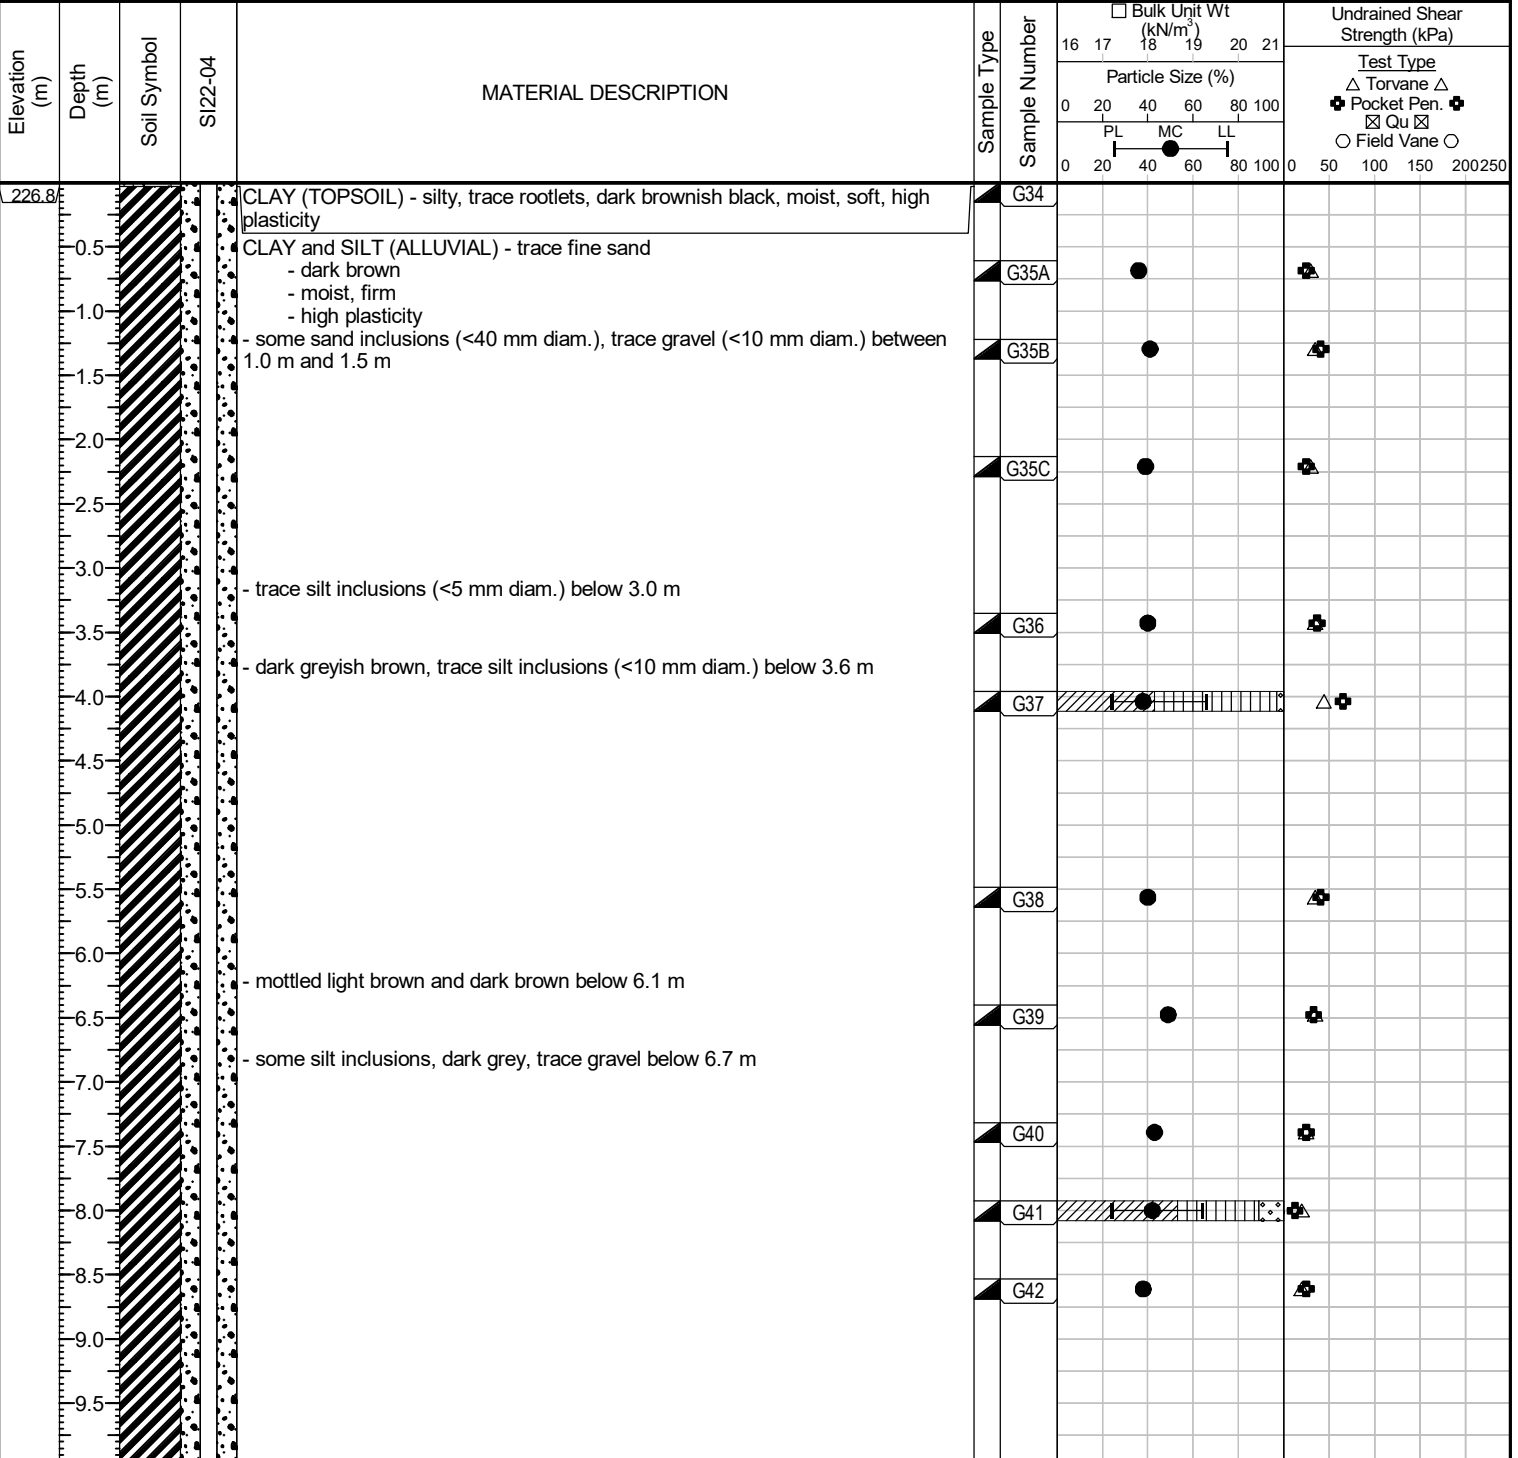 Elevation
(m)
Depth
(m)
Soil Symbol
SI22-04
MATERIAL DESCRIPTION
Sample Type
Sample Number
Bulk Unit Wt
(kN/m³)
16 17 18 19 20 21
Particle Size (%)
0 20 40 60 80 100
PL MC LL
0 20 40 60 80 100
Undrained Shear
Strength (kPa)
Test Type
△ Torvane △
Pocket Pen.
☒ Qu ☒
○ Field Vane ○
0 50 100 150 200 250
226.8
CLAY (TOPSOIL) - silty, trace rootlets, dark brownish black, moist, soft, high
plasticity
G34
-0.5
CLAY and SILT (ALLUVIAL) - trace fine sand
- dark brown
G35A
- moist, firm
-1.0
- high plasticity
- some sand inclusions (<40 mm diam.), trace gravel (<10 mm diam.) between
1.0 m and 1.5 m
G35B
-1.5
-2.0
G35C
-2.5
-3.0
- trace silt inclusions (<5 mm diam.) below 3.0 m
G36
-3.5
- dark greyish brown, trace silt inclusions (<10 mm diam.) below 3.6 m
-4.0
G37
-4.5
-5.0
-5.5
G38
-6.0
- mottled light brown and dark brown below 6.1 m
-6.5
G39
- some silt inclusions, dark grey, trace gravel below 6.7 m
-7.0
G40
-7.5
-8.0
G41
-8.5
G42
-9.0
-9.5